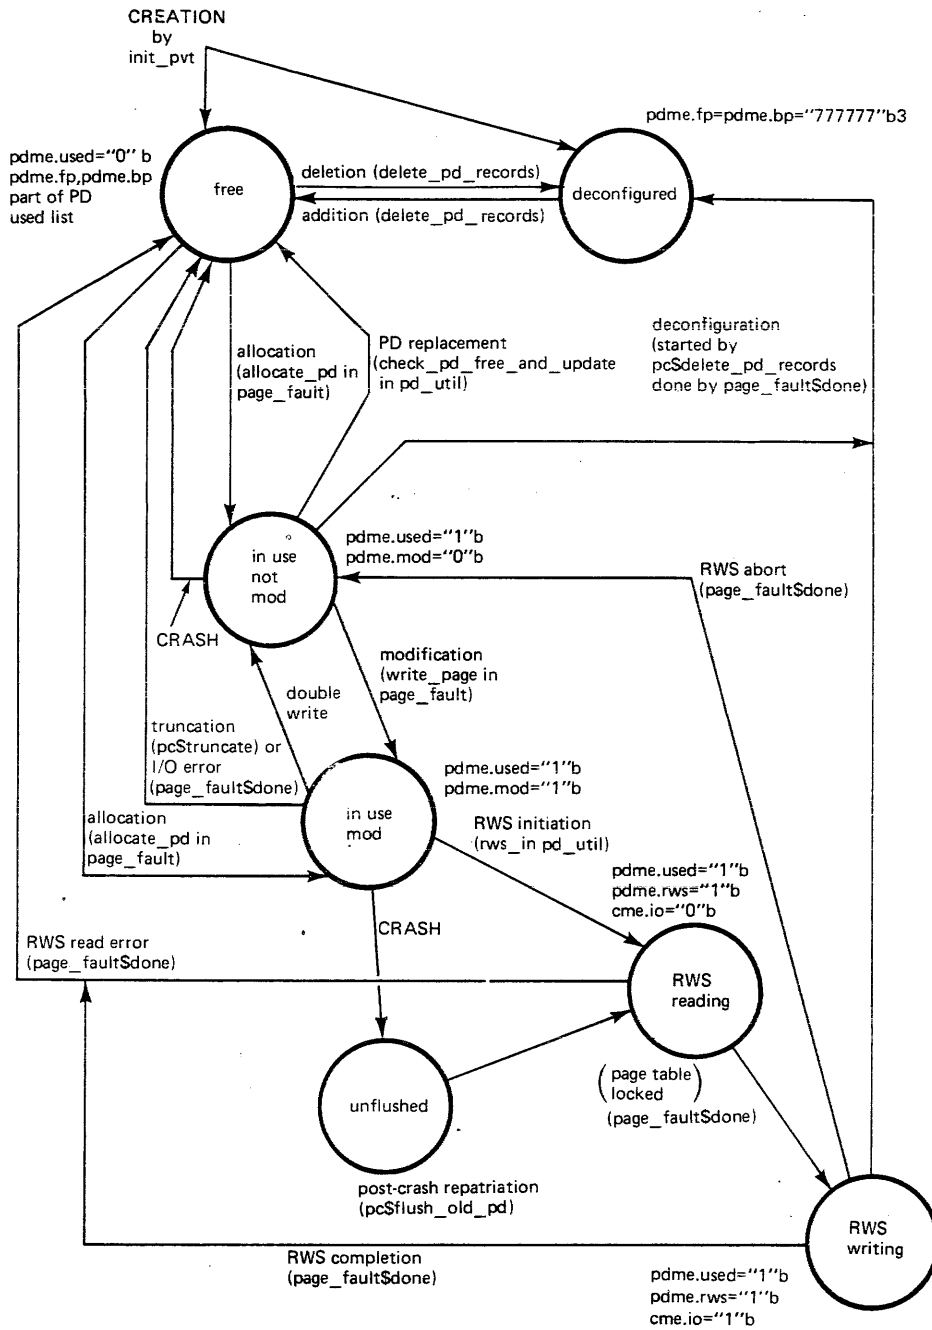 CREATION
by
init_pvt
pdme.fp=pdme.bp="777777"b3
pdme.used="0" b
pdme.fp,pdme.bp
part of PD
used list
free
deletion (delete_pd_records)
addition (delete_pd_records)
deconfigured
allocation
(allocate_pd in
page_fault)
PD replacement
(check_pd_free_and_update
in pd_util)
deconfiguration
(started by
pc$delete_pd_records
done by page_fault$done)
in use
not
mod
pdme.used="1"b
pdme.mod="0"b
RWS abort
(page_fault$done)
CRASH
modification
(write_page in
page_fault)
double
write
truncation
(pc$truncate) or
I/O error
(page_fault$done)
in use
mod
pdme.used="1"b
pdme.mod="1"b
allocation
(allocate_pd in
page_fault)
RWS initiation
(rws_in pd_util)
pdme.used="1"b
pdme.rws="1"b
cme.io="0"b
CRASH
RWS read error
(page_fault$done)
RWS
reading
(page table
locked)
(page_fault$done)
unflushed
post-crash repatriation
(pc$flush_old_pd)
RWS
writing
RWS completion
(page_fault$done)
pdme.used="1"b
pdme.rws="1"b
cme.io="1"b